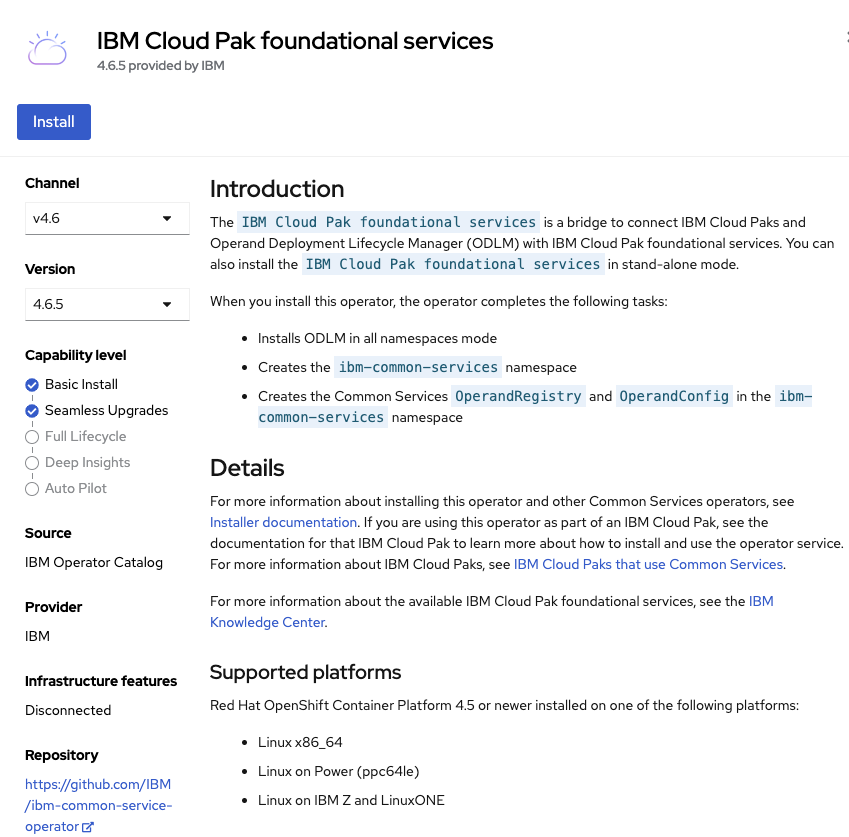 IBM Cloud Pak foundational services
4.6.5 provided by IBM
Install
Channel
v4.6
Version
4.6.5
Capability level
Basic Install
Seamless Upgrades
Full Lifecycle
Deep Insights
Auto Pilot
Source
IBM Operator Catalog
Provider
IBM
Infrastructure features
Disconnected
Repository
https://github.com/IBM
/ibm-common-service-
operator
Introduction
The IBM Cloud Pak foundational services is a bridge to connect IBM Cloud Paks and
Operand Deployment Lifecycle Manager (ODLM) with IBM Cloud Pak foundational services. You can
also install the IBM Cloud Pak foundational services in stand-alone mode.
When you install this operator, the operator completes the following tasks:
• Installs ODLM in all namespaces mode
• Creates the ibm-common-services namespace
• Creates the Common Services OperandRegistry and OperandConfig in the ibm-
common-services namespace
Details
For more information about installing this operator and other Common Services operators, see
Installer documentation. If you are using this operator as part of an IBM Cloud Pak, see the
documentation for that IBM Cloud Pak to learn more about how to install and use the operator service.
For more information about IBM Cloud Paks, see IBM Cloud Paks that use Common Services.
For more information about the available IBM Cloud Pak foundational services, see the IBM
Knowledge Center.
Supported platforms
Red Hat OpenShift Container Platform 4.5 or newer installed on one of the following platforms:
• Linux x86_64
• Linux on Power (ppc64le)
• Linux on IBM Z and LinuxONE